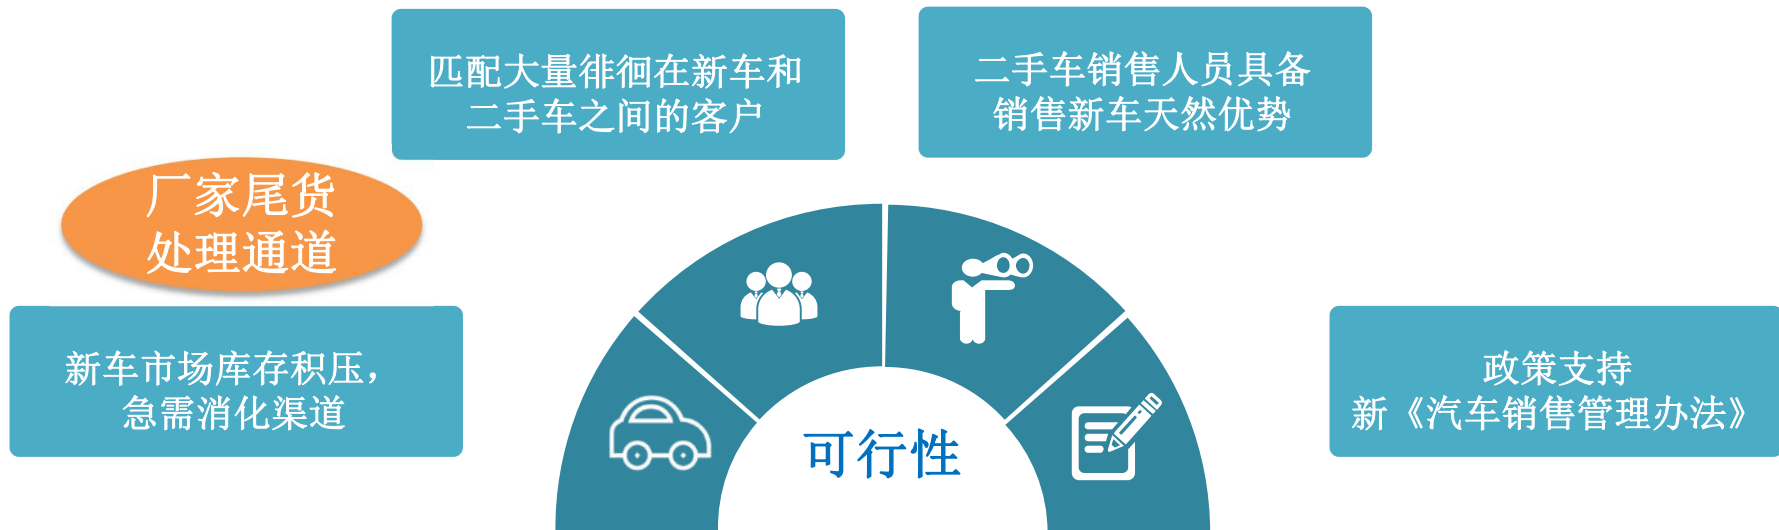 匹配大量徘徊在新车和
二手车之间的客户
二手车销售人员具备
销售新车天然优势
厂家尾货
处理通道
新车市场库存积压，
急需消化渠道
政策支持
新《汽车销售管理办法》
可行性